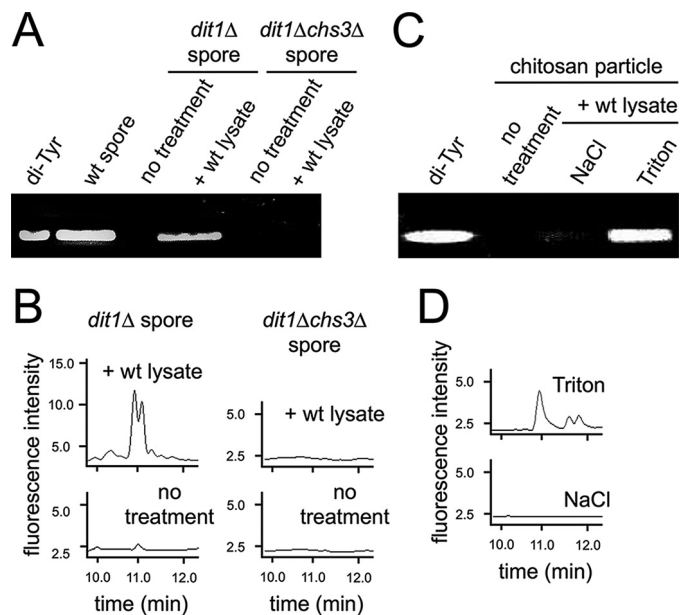 A
dit1Δ
spore
dit1Δchs3Δ
spore
di-Tyr
wt spore
no treatment
+ wt lysate
no treatment
+ wt lysate
C
chitosan particle
+ wt lysate
di-Tyr
no
treatment
NaCl
Triton
B
dit1Δ spore
dit1Δchs3Δ
spore
fluorescence intensity
15.0
10.0
5.0
+ wt lysate
5.0
2.5
+ wt lysate
5.0
2.5
no
treatment
5.0
2.5
no
treatment
10.0 11.0 12.0
10.0 11.0 12.0
time (min)
time (min)
D
fluorescence intensity
5.0
2.5
Triton
5.0
2.5
NaCl
10.0 11.0 12.0
time (min)